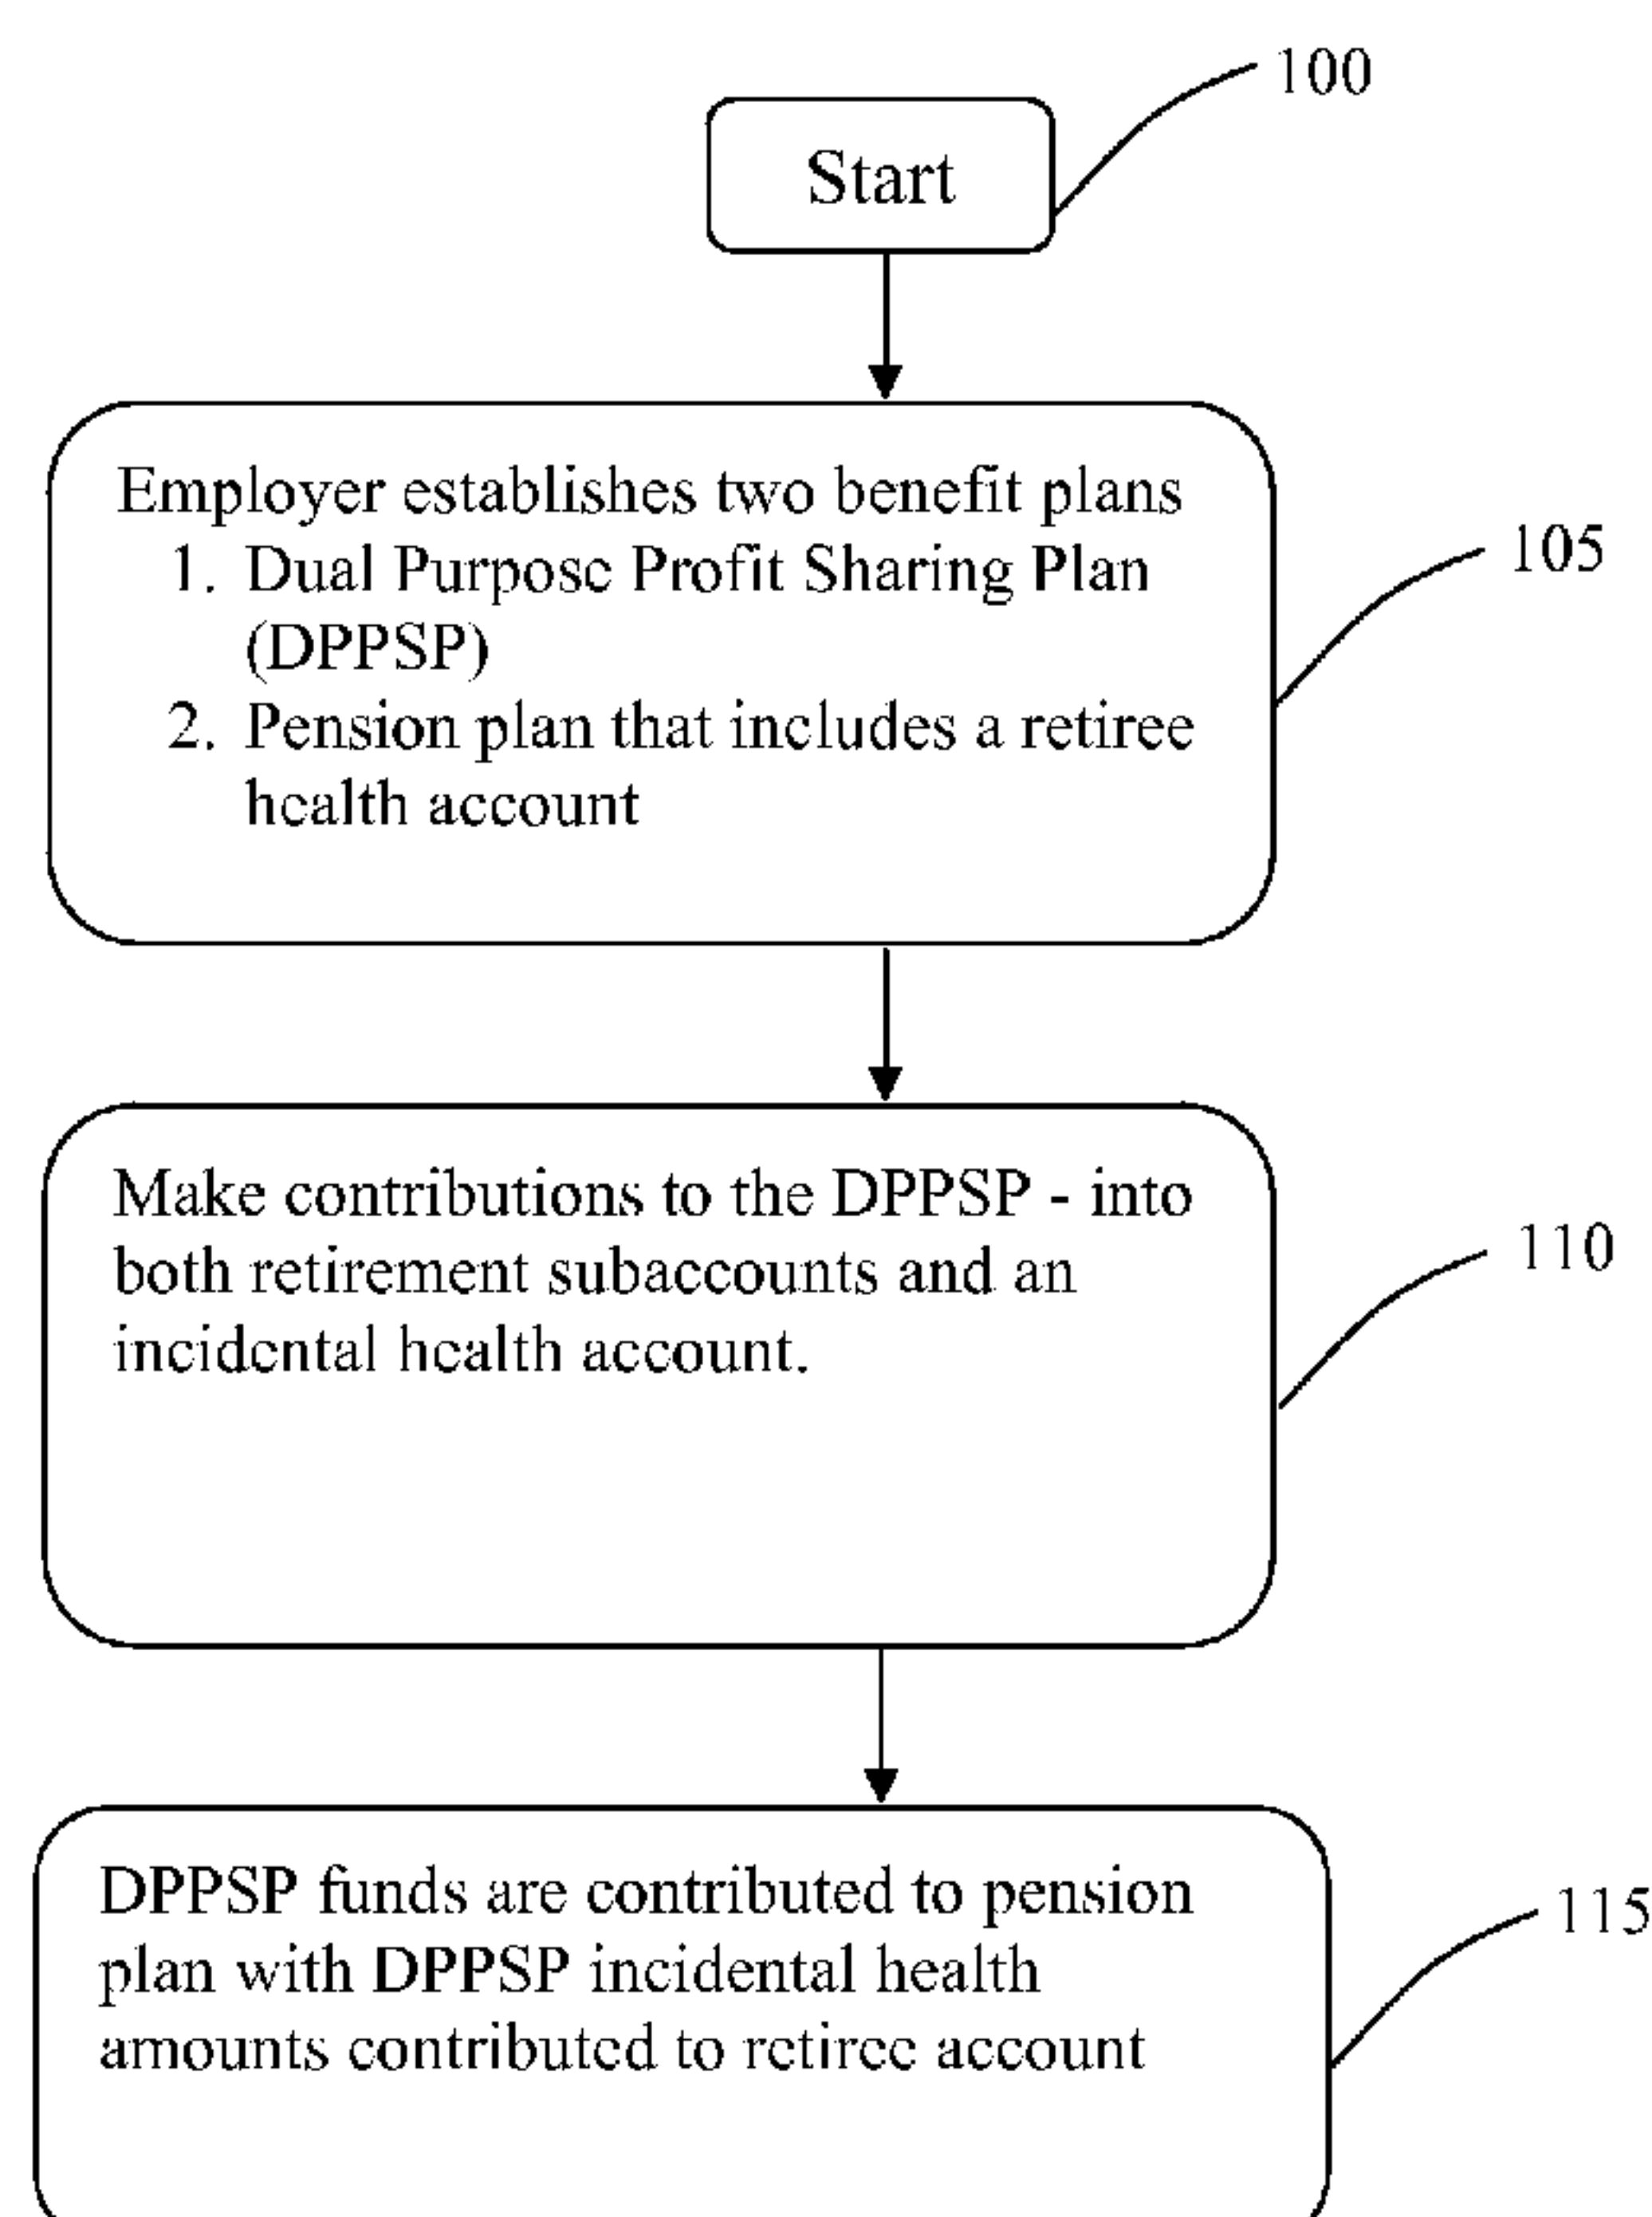 100
Start
Employer establishes two benefit plans
105
1. Dual Purpose Profit Sharing Plan
(DPPSP)
2. Pension plan that includes a retiree
health account
Make contributions to the DPPSP - into
110
both retirement subaccounts and an
incidental health account.
DPPSP funds are contributed to pension
115
plan with DPPSP incidental health
amounts contributed to retiree account